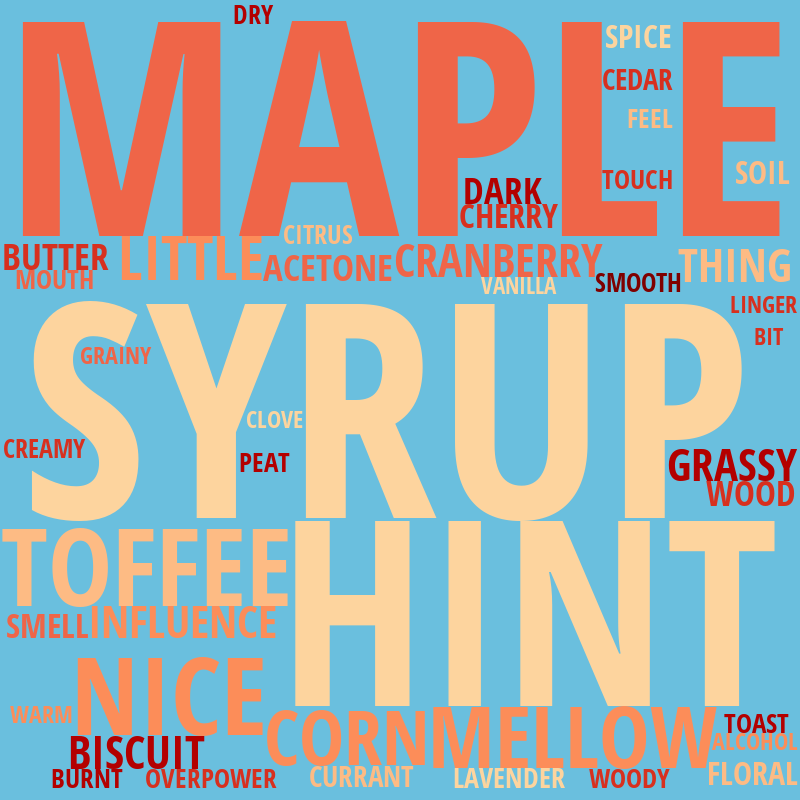 DRY
MAPLE
SPICE
CEDAR
FEEL
SOIL
TOUCH
DARK
CHERRY
CITRUS
BUTTER
LITTLE
ACETONE
CRANBERRY
THING
MOUTH
VANILLA
SMOOTH
LINGER
SYRUP
BIT
GRAINY
CLOVE
CREAMY
PEAT
GRASSY
WOOD
TOFFEE
HINT
SMELL
INFLUENCE
NICE
WARM
CORN
MELLOW
TOAST
ALCOHOL
BISCUIT
BURNT
OVERPOWER
CURRANT
LAVENDER
WOODY
FLORAL